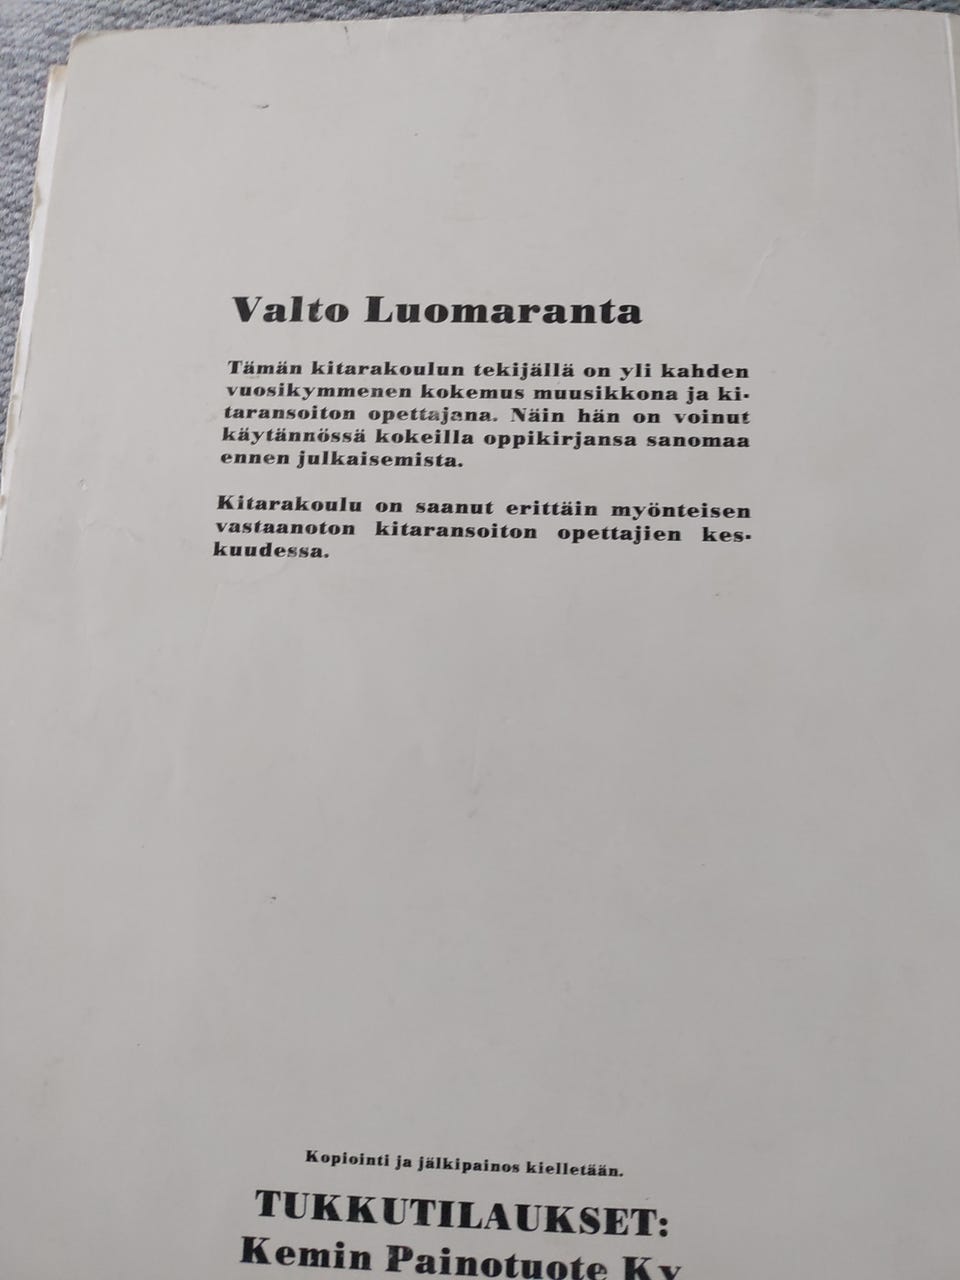 Valto Luomaranta
Tämän kitarakoulun tekijällä on yli kahden
vuosikymmenen kokemus muusikkona ja ki-
taransoiton opettajana. Näin hän on voinut
käytännössä kokeilla oppikirjansa sanomaa
ennen julkaisemista.
Kitarakoulu on saanut erittäin myönteisen
vastaanoton kitaransoiton opettajien kes-
kuudessa.
Kopiointi ja jälkipainos kielletään.
TUKKUTILAUKSET:
Kemin Painotuote Ky